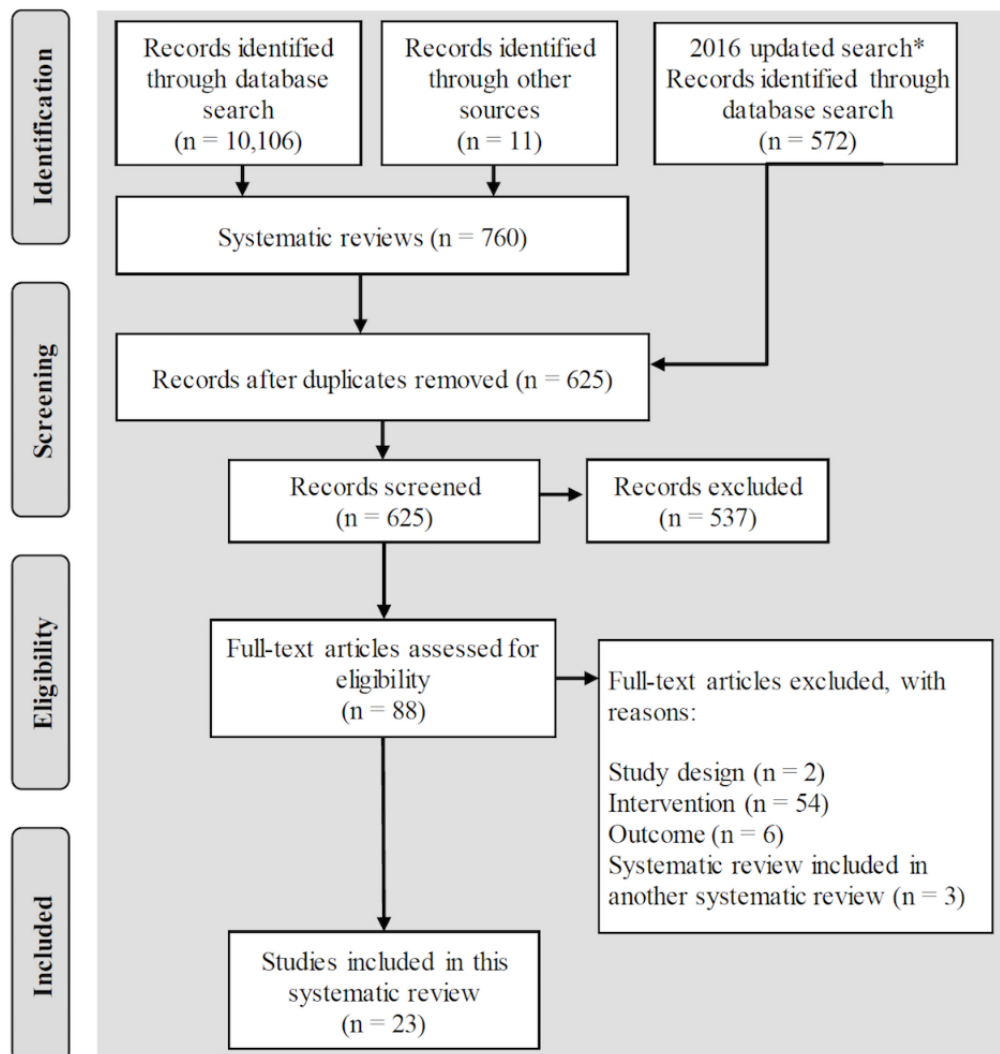 Identification
Records identified
through database
search
(n = 10,106)
Records identified
through other
sources
(n = 11)
2016 updated search*
Records identified through
database search
(n = 572)
Systematic reviews (n = 760)
Screening
Records after duplicates removed (n = 625)
Records screened
(n = 625)
Records excluded
(n = 537)
Eligibility
Full-text articles assessed for
eligibility
(n = 88)
Full-text articles excluded, with
reasons:
Study design (n = 2)
Intervention (n = 54)
Outcome (n = 6)
Systematic review included in
another systematic review (n = 3)
Included
Studies included in this
systematic review
(n = 23)